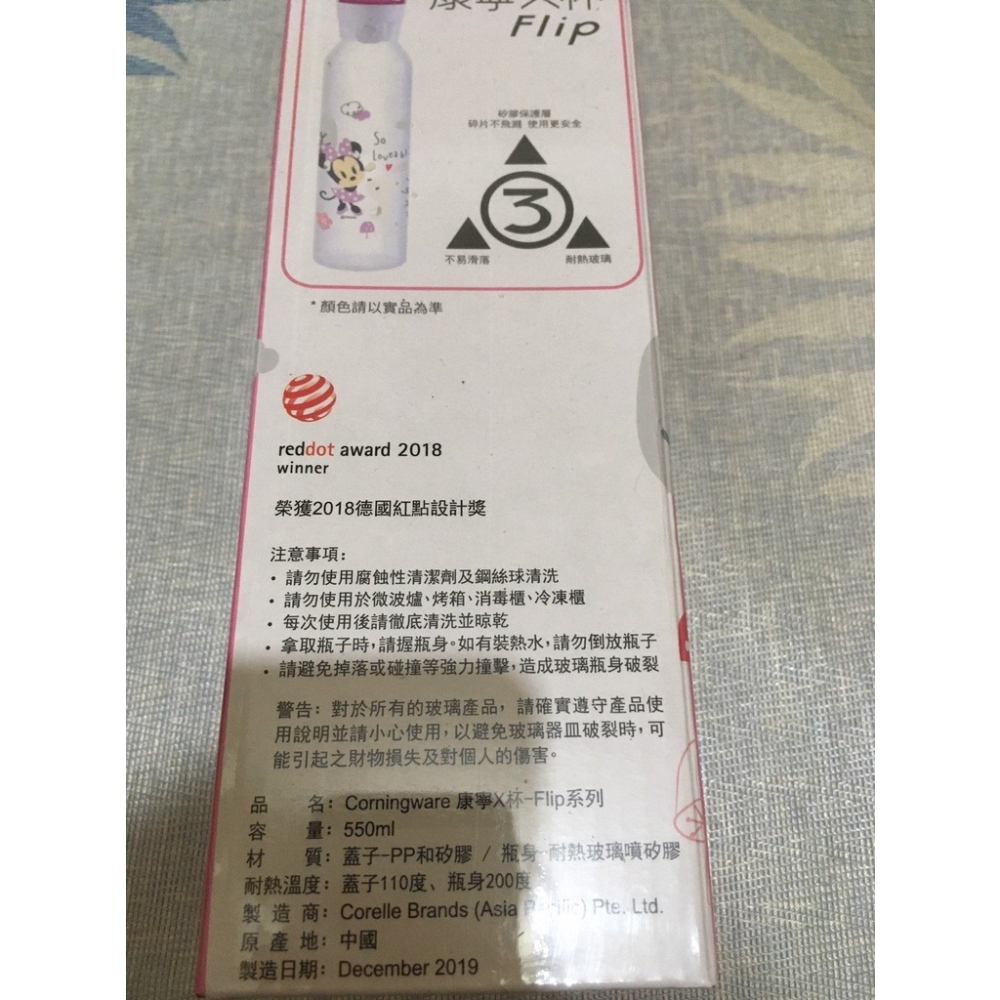 康寧X杯
Flip
矽膠保護層
碎片不飛濺 使用更安全
So
Loveabl
3
不易滑落
耐熱玻璃
* 顏色請以實品為準
reddot award 2018
winner
榮獲2018德國紅點設計獎
注意事項：
・請勿使用腐蝕性清潔劑及鋼絲球清洗
・請勿使用於微波爐、烤箱、消毒櫃、冷凍櫃
・每次使用後請徹底清洗並晾乾
・拿取瓶子時，請握瓶身。如有裝熱水，請勿倒放瓶子
・請避免掉落或碰撞等強力撞擊，造成玻璃瓶身破裂
警告：對於所有的玻璃產品，請確實遵守產品使
用說明並請小心使用，以避免玻璃器皿破裂時，可
能引起之財物損失及對個人的傷害。
品 名：Corningware 康寧X杯-Flip系列
容 量：550ml
材 質：蓋子-PP和矽膠 / 瓶身-耐熱玻璃噴矽膠
耐熱溫度：蓋子110度、瓶身200度
製 造 商：Corelle Brands (Asia Pacific) Pte. Ltd.
原 產 地：中國
製造日期：December 2019